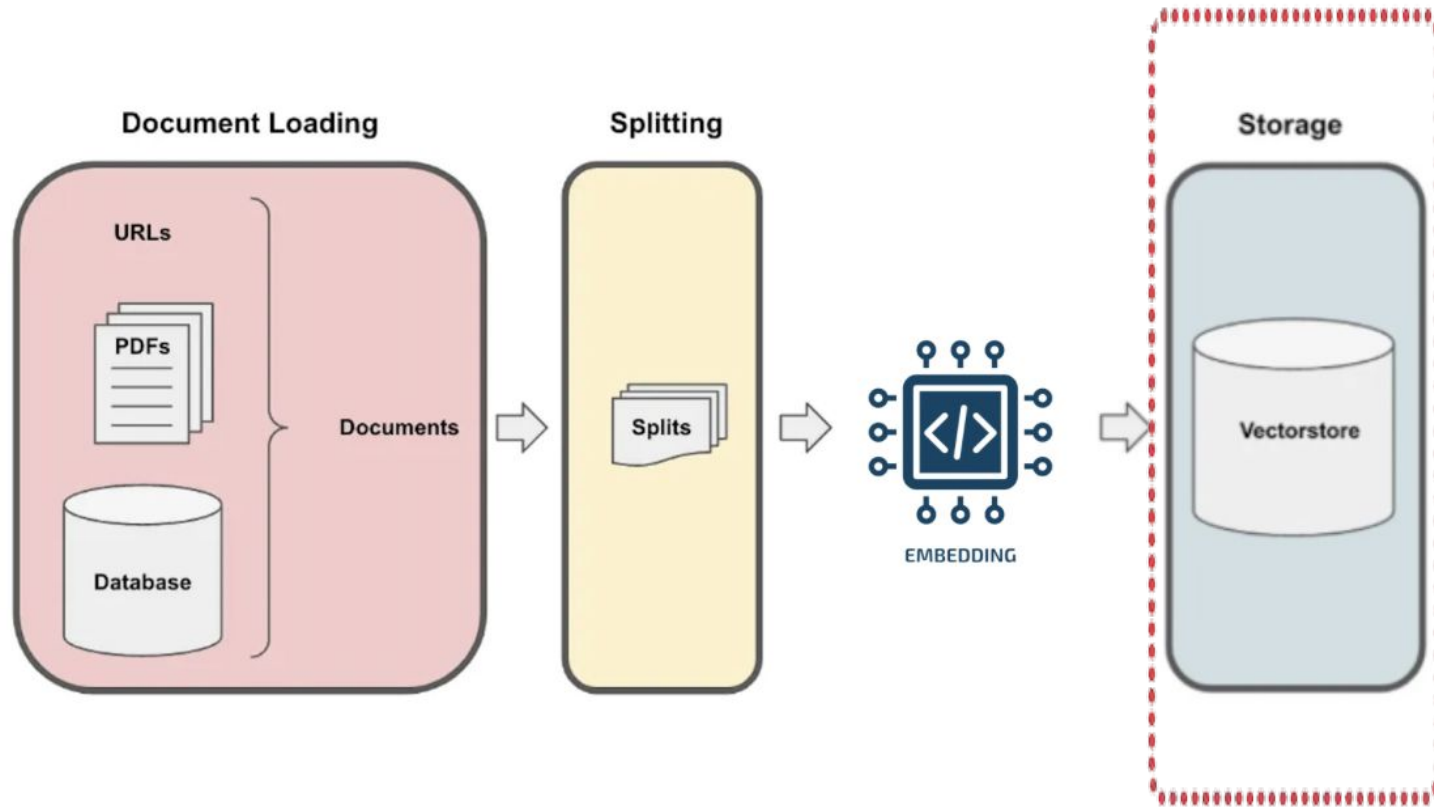 Document Loading
Splitting
Storage
URLs
PDFs
Documents
Database
Splits
</>
EMBEDDING
Vectorstore